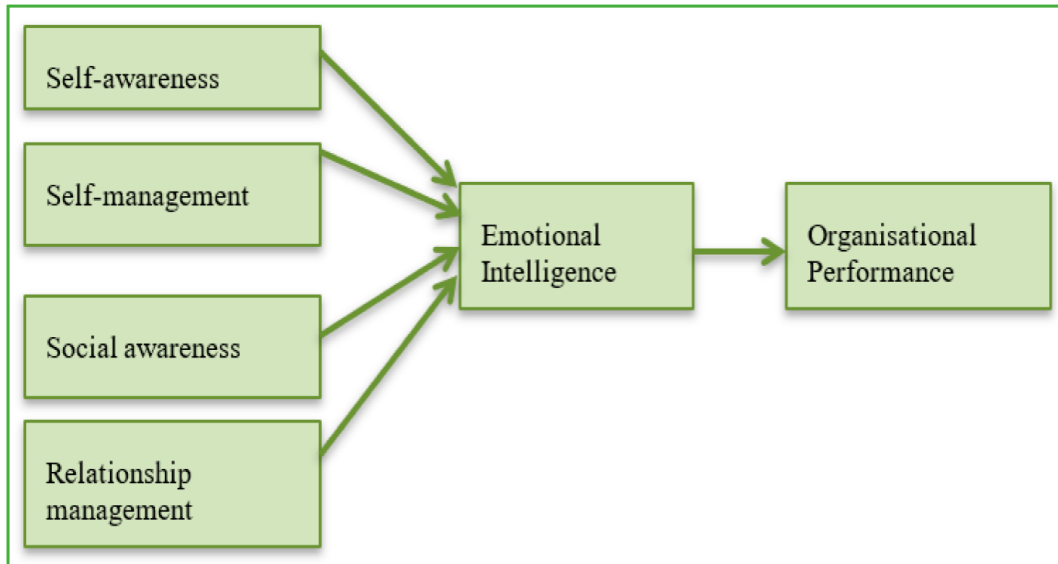 Self-awareness
Self-management
Social awareness
Relationship
management
Emotional
Intelligence
Organisational
Performance